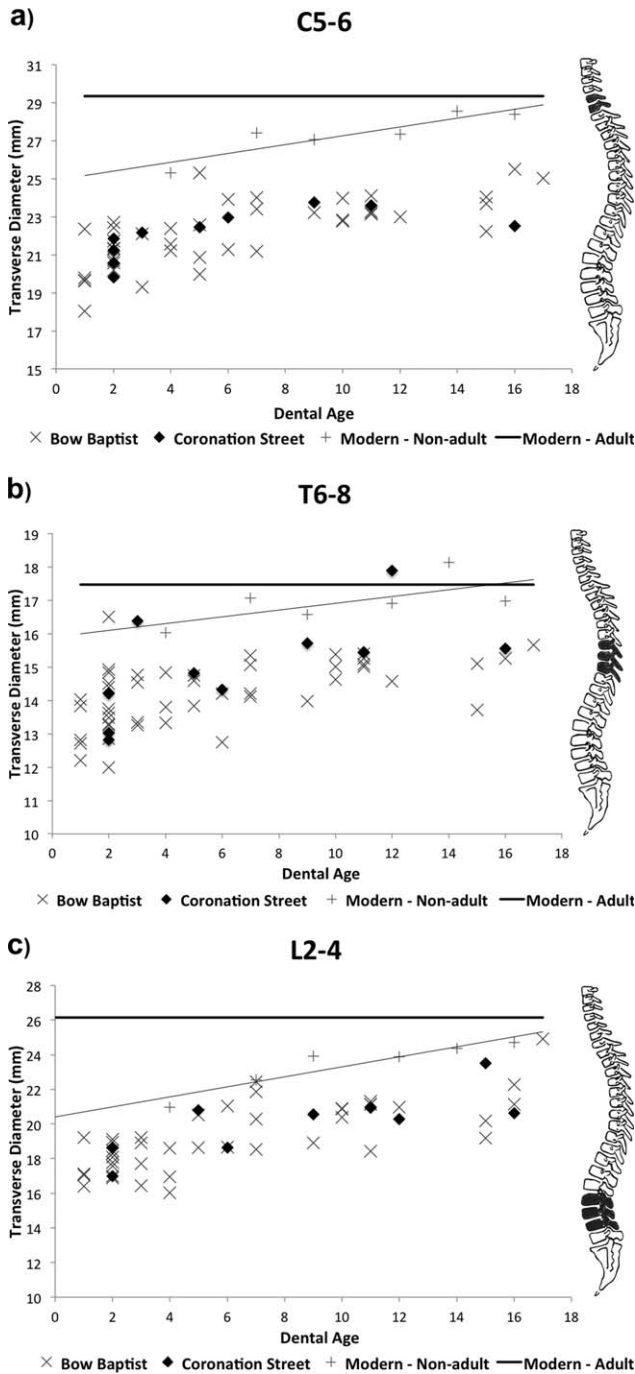 a)
C5-6
Transverse Diameter (mm)
31
29
27
25
23
21
19
17
15
0 2 4 6 8 10 12 14 16 18
Dental Age
Bow Baptist Coronation Street Modern - Non-adult Modern - Adult
b)
T6-8
Transverse Diameter (mm)
19
18
17
16
15
14
13
12
11
10
0 2 4 6 8 10 12 14 16 18
Dental Age
Bow Baptist Coronation Street Modern - Non-adult Modern - Adult
c)
L2-4
Transverse Diameter (mm)
28
26
24
22
20
18
16
14
12
10
0 2 4 6 8 10 12 14 16 18
Dental Age
Bow Baptist Coronation Street Modern - Non-adult Modern - Adult